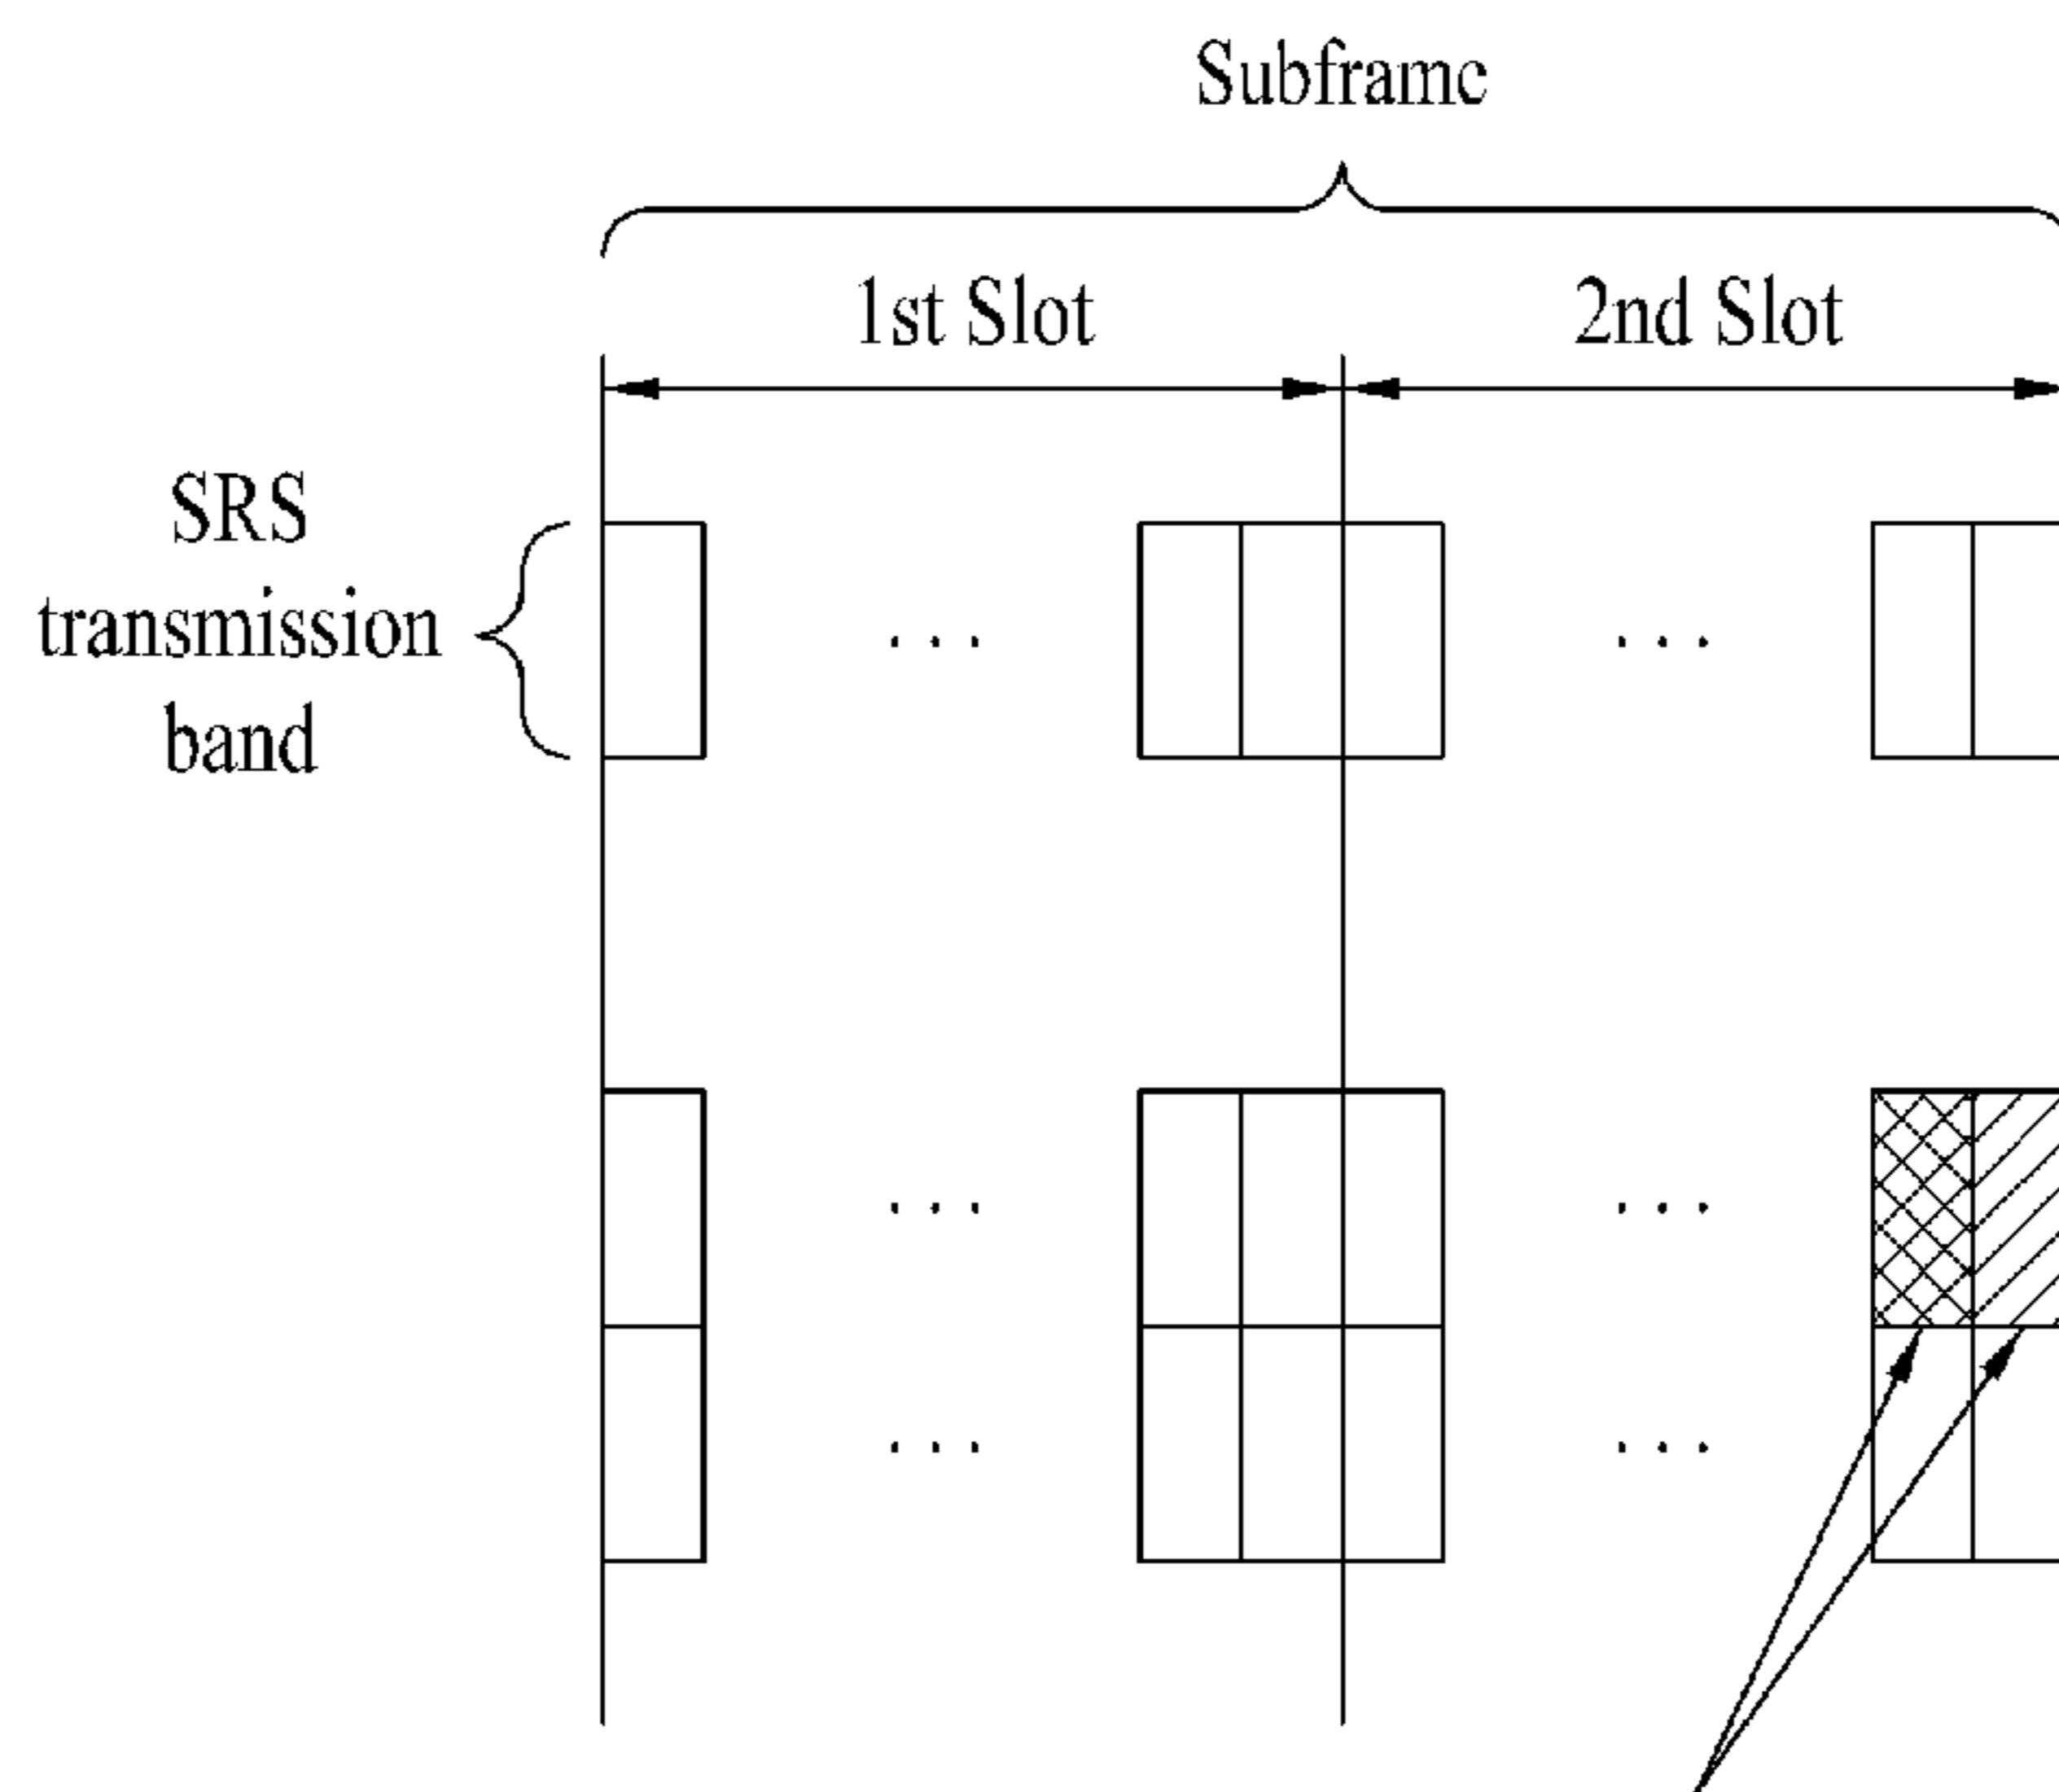 Subframe
1st Slot
2nd Slot
SRS
transmission
band